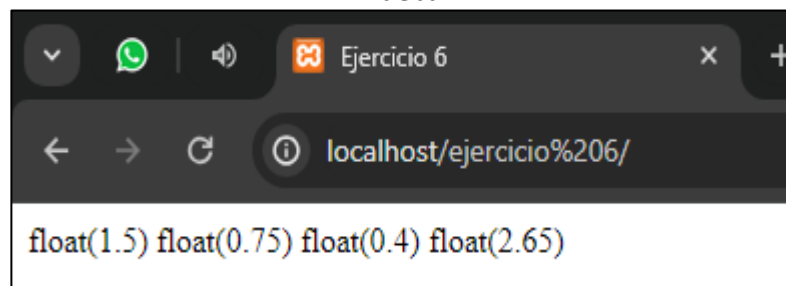 Ejercicio 6
localhost/ejercicio%206/
float(1.5) float(0.75) float(0.4) float(2.65)